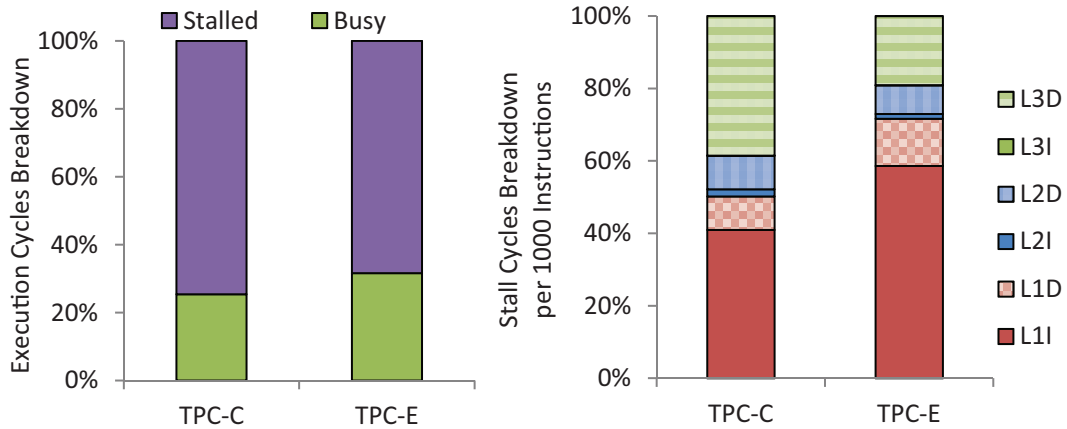 Stalled Busy
Execution Cycles Breakdown
100%
80%
60%
40%
20%
0%
TPC-C TPC-E
Stall Cycles Breakdown
per 1000 Instructions
100%
80%
60%
40%
20%
0%
TPC-C TPC-E
L3D
L3I
L2D
L2I
L1D
L1I